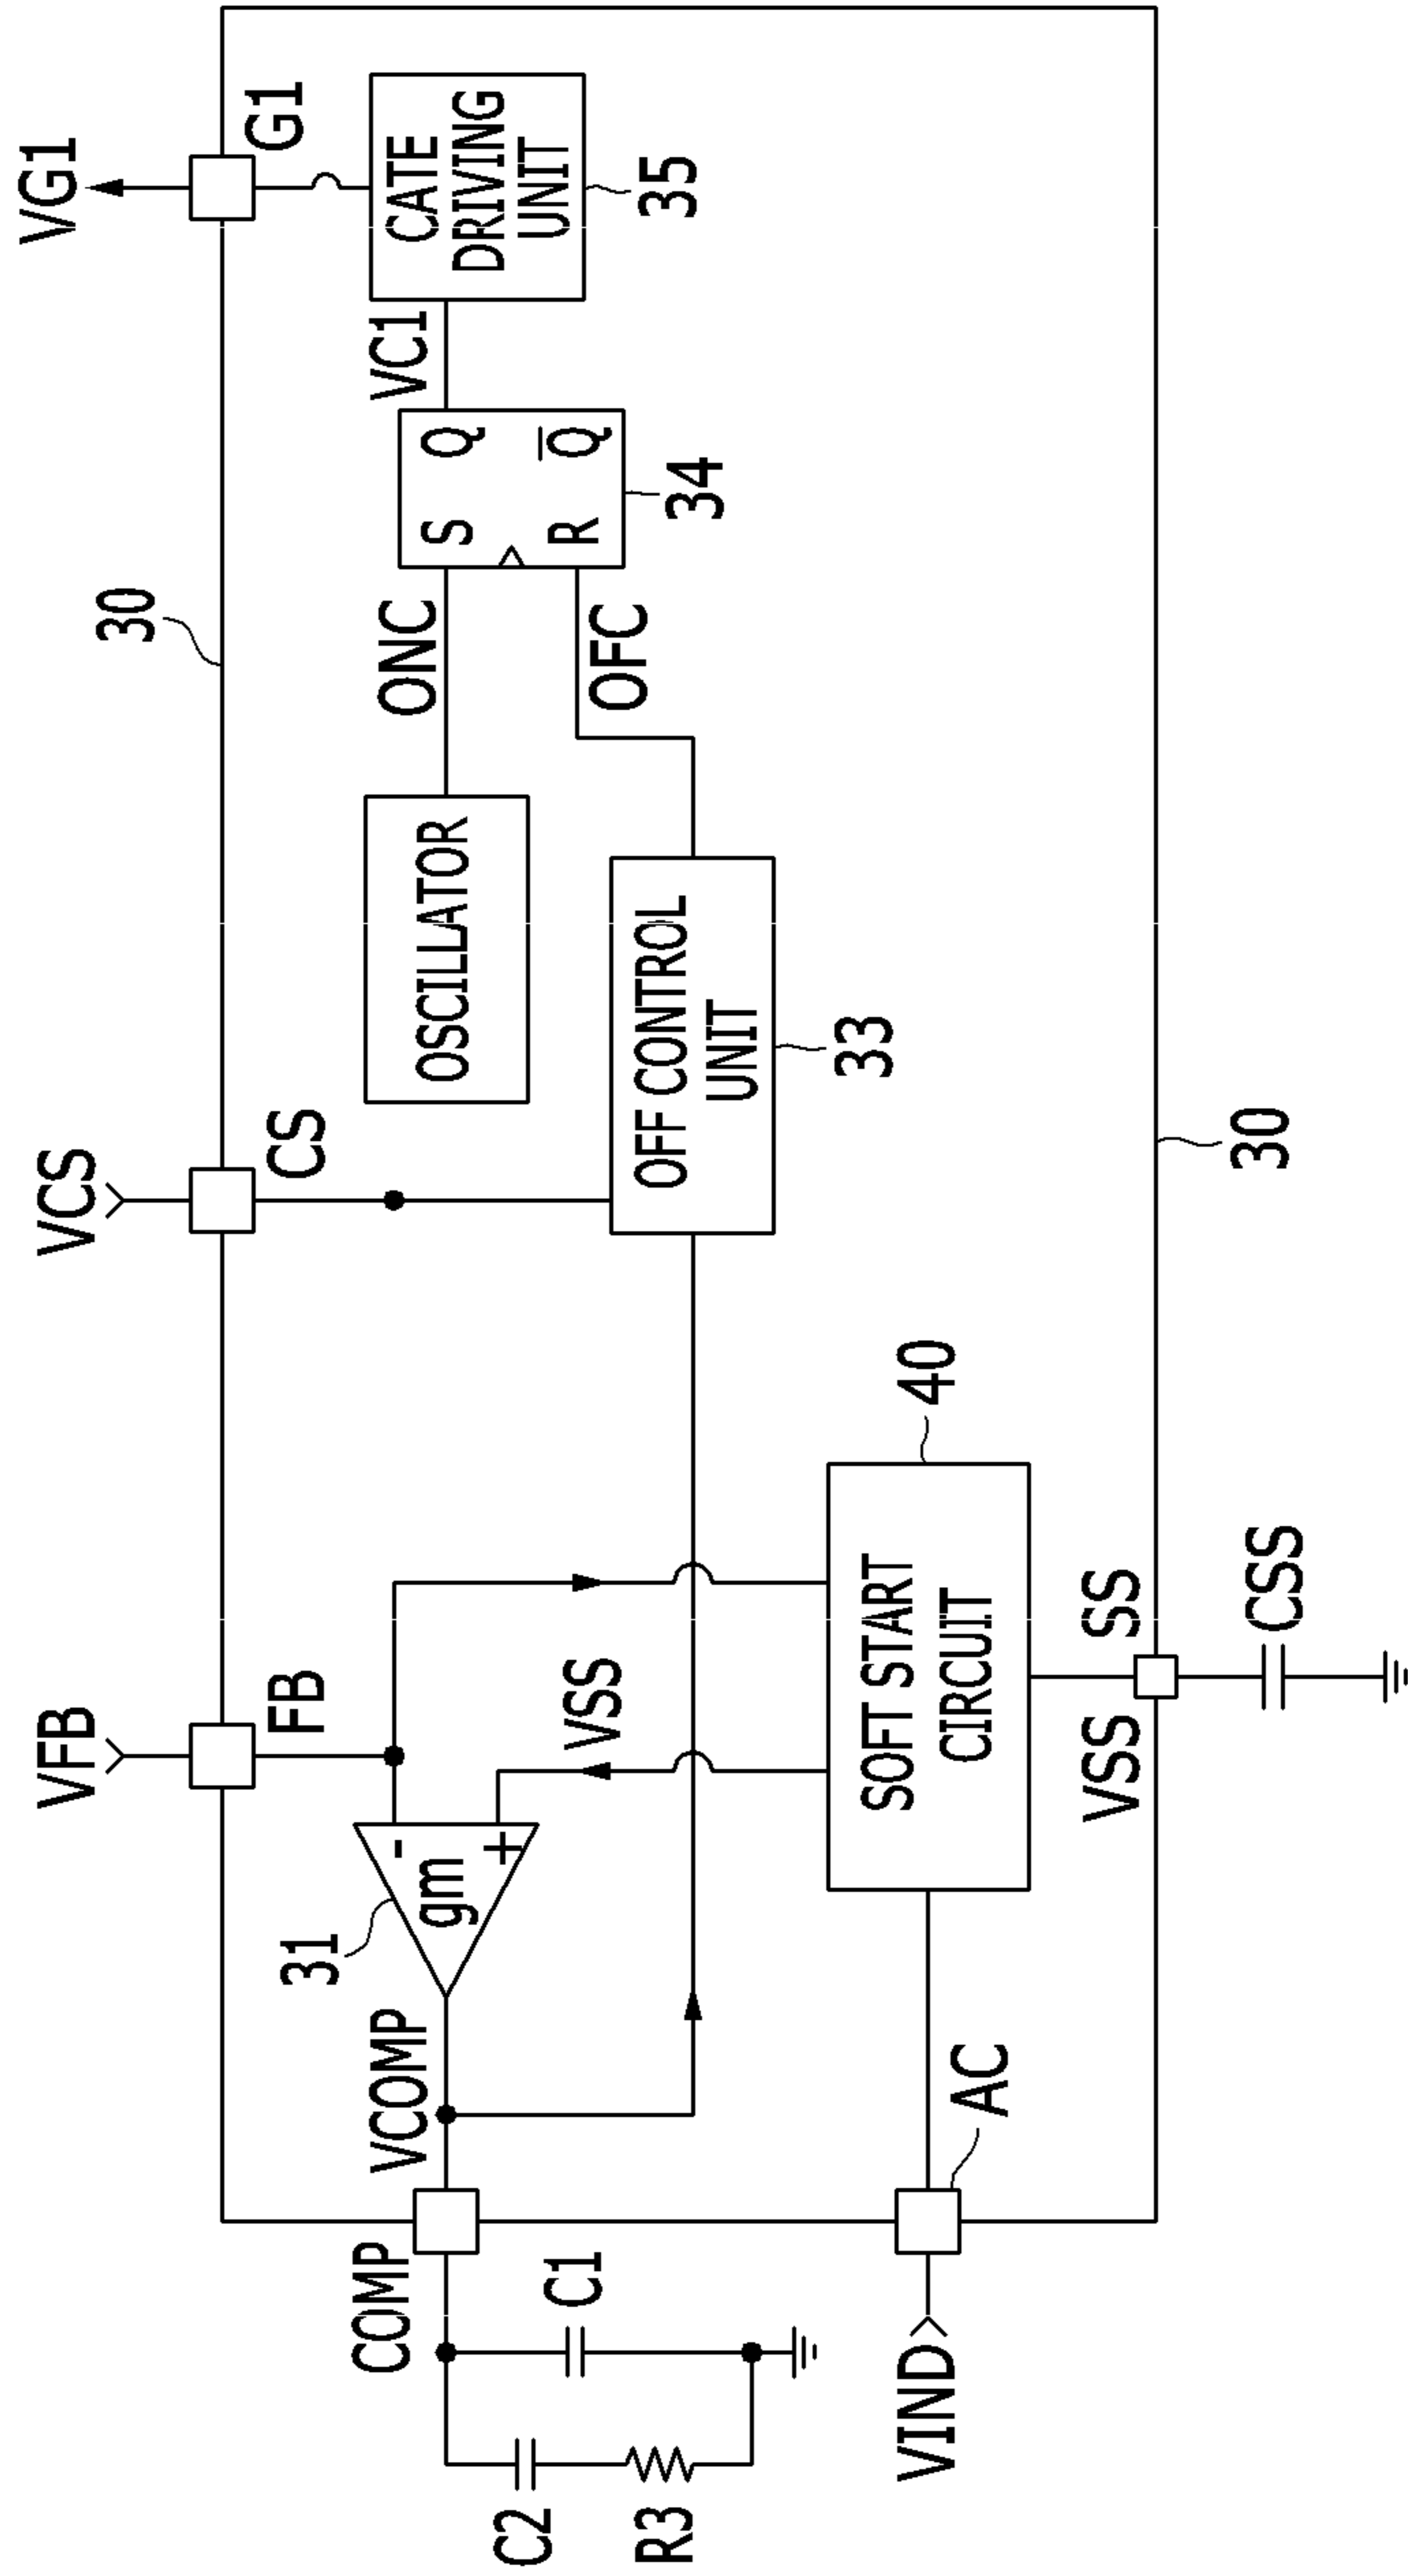 VFB
VCS
VG1
30
FB
CS
G1
31
COMP
VCOMP
gm
-
+
OSCILLATOR
ONC
S
Q
R
Q̅
VC1
CATE
DRIVING
UNIT
C2
C1
VSS
OFC
34
35
R3
OFF CONTROL
UNIT
33
VIND
AC
SOFT START
CIRCUIT
40
VSS
SS
30
CSS